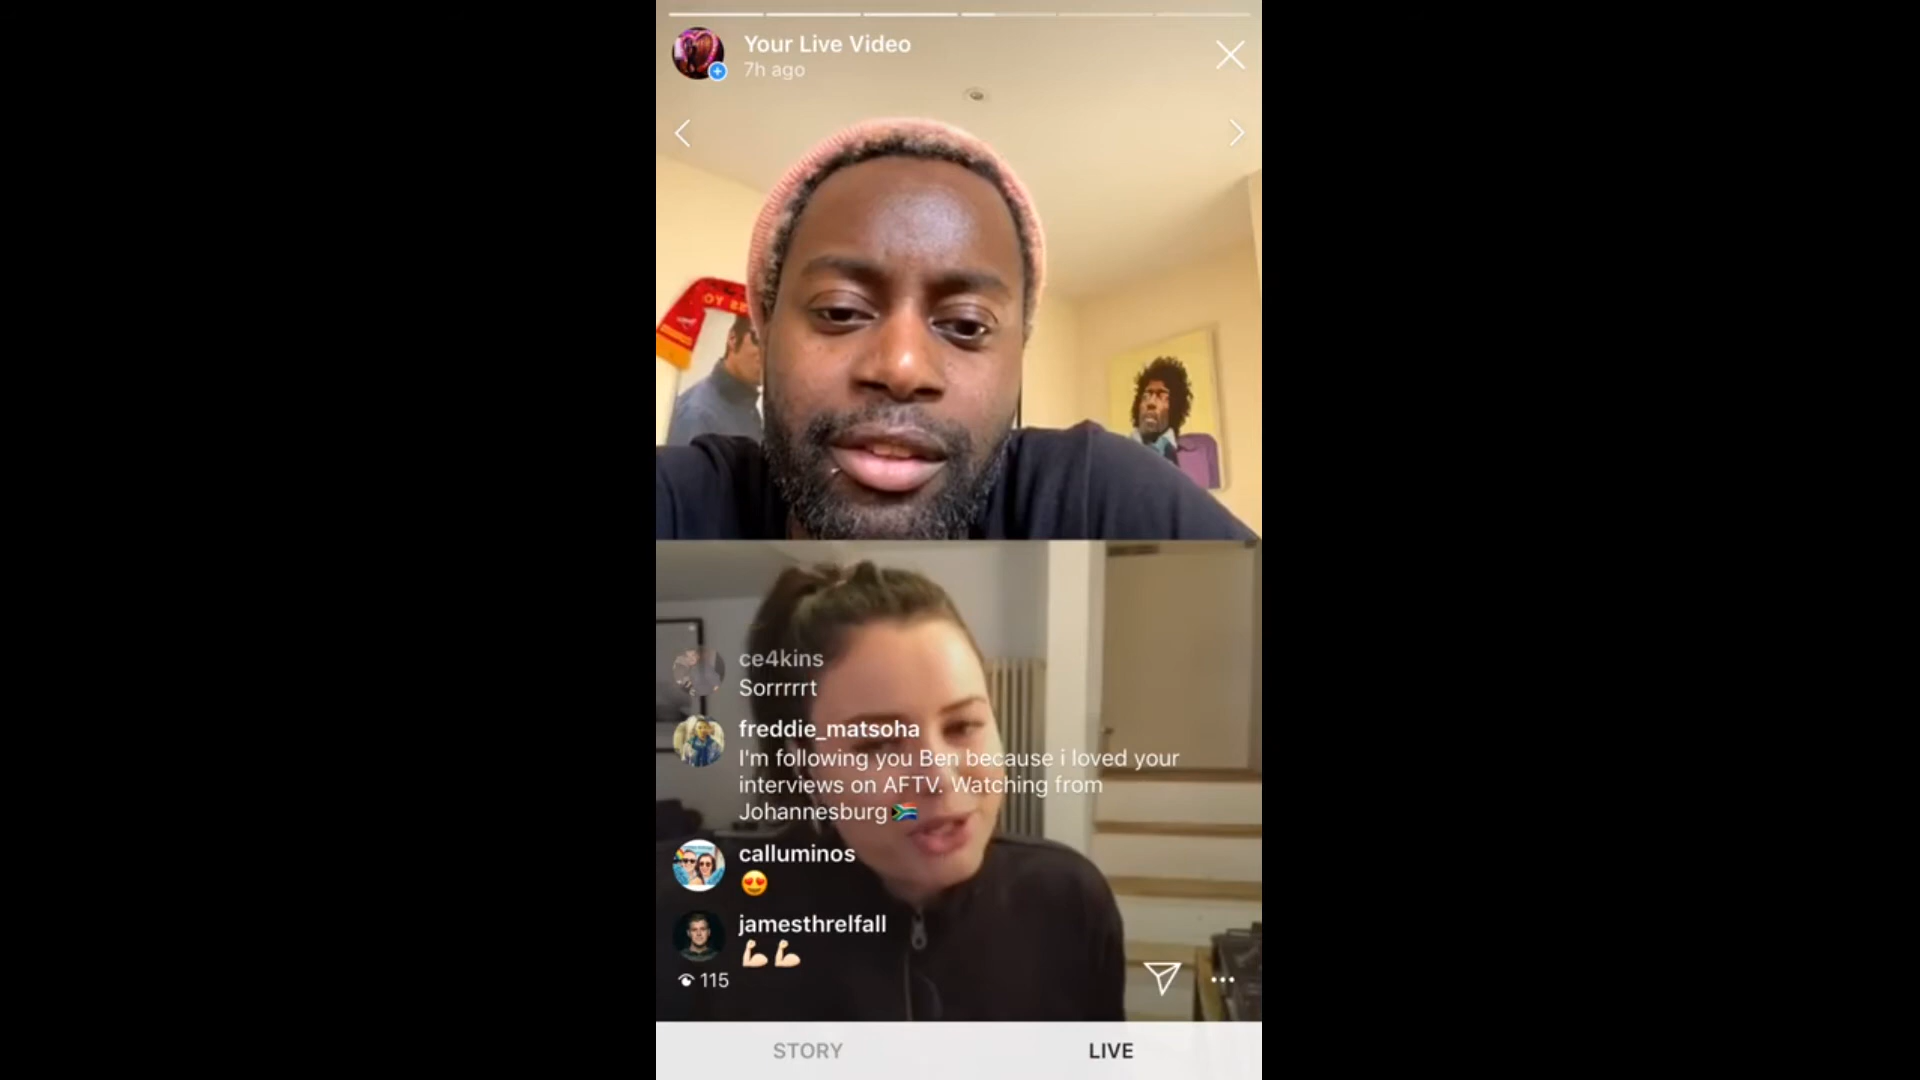 Your Live Video
7h ago
OY
ce4kins
Sorrrrrt
freddie_matsoha
I'm following you Ben because i loved your
interviews on AFTV. Watching from
Johannesburg 🇿🇦
calluminos
😍
jamesthrelfall
💪🏻💪🏻
115
STORY
LIVE